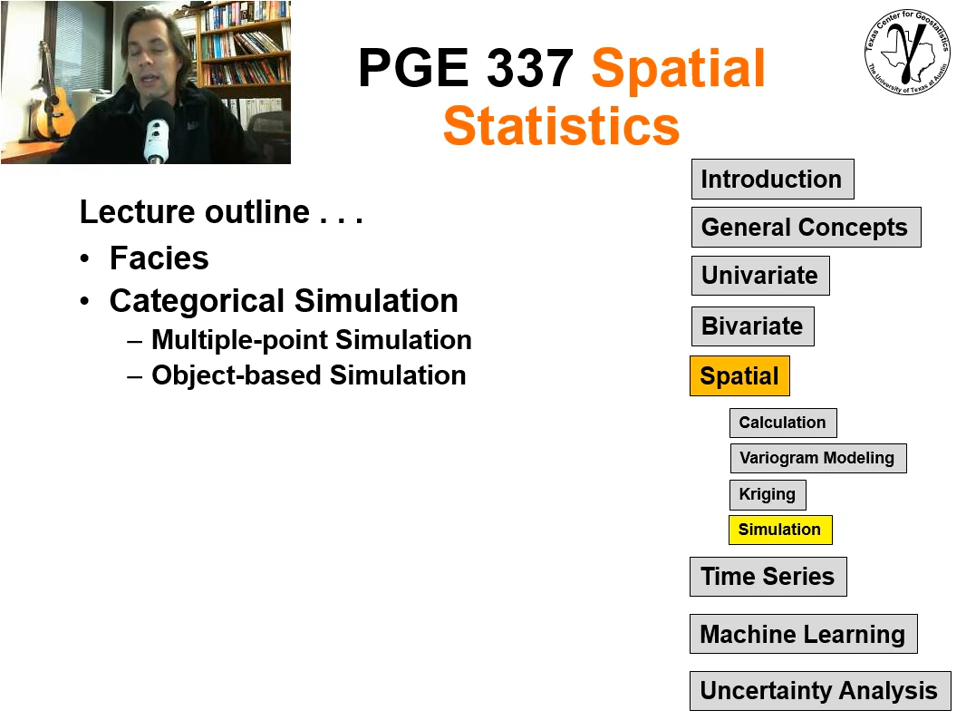 PGE 337 Spatial
Statistics
Texas Center for Geostatistics
The University of Texas at Austin
Lecture outline . . .
• Facies
• Categorical Simulation
– Multiple-point Simulation
– Object-based Simulation
Introduction
General Concepts
Univariate
Bivariate
Spatial
Calculation
Variogram Modeling
Kriging
Simulation
Time Series
Machine Learning
Uncertainty Analysis